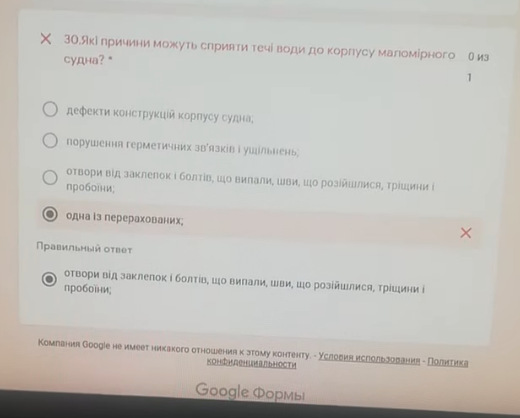 30.Які причини можуть сприяти течі води до корпусу маломірного
0 из
судна? *
1
дефекти конструкцій корпусу судна;
порушення герметичних зв'язків і ущільнень;
отвори від заклепок і болтів, що випали, шви, що розійшлися, тріщини і
пробоїни;
одна із перерахованих;
Правильный ответ
отвори від заклепок і болтів, що випали, шви, що розійшлися, тріщини і
пробоїни;
Компания Google не имеет никакого отношения к этому контенту. - Условия использования - Политика
конфиденциальности
Google Формы